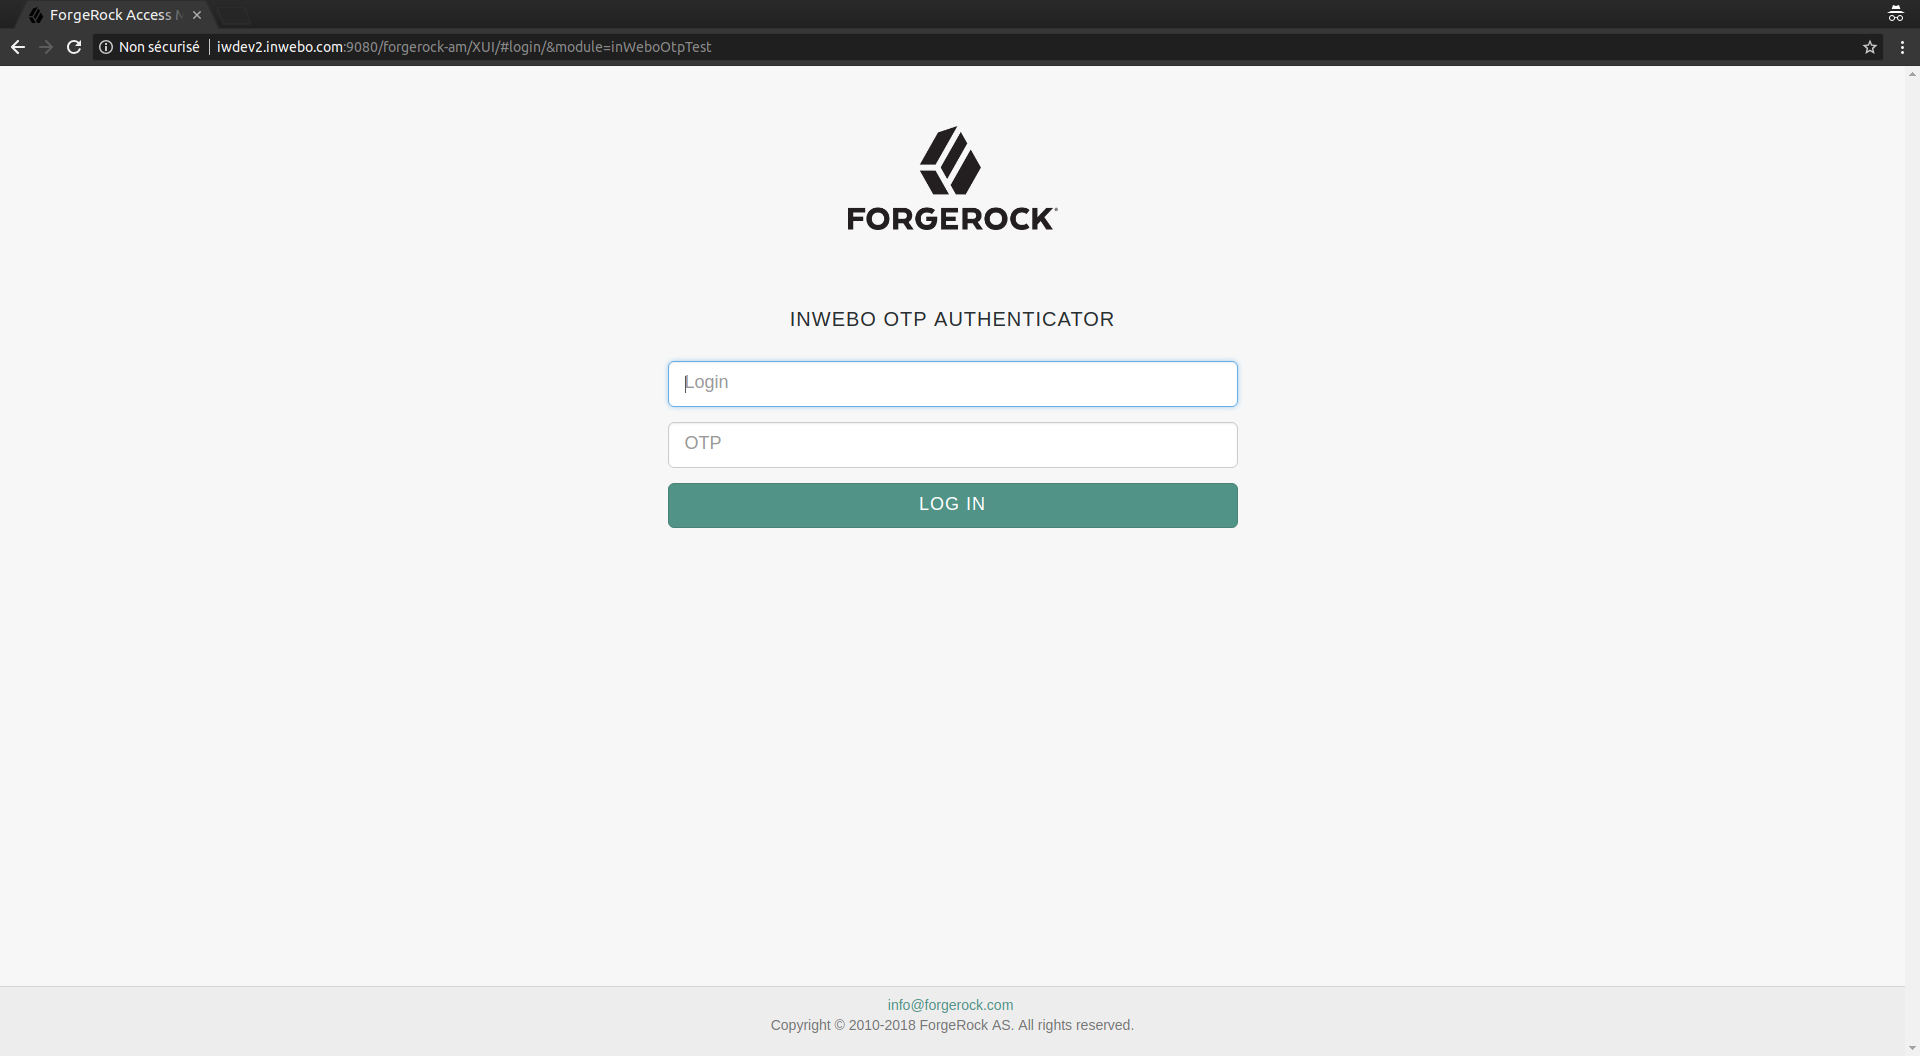 ForgeRock Access
Non sécurisé iwdev2.inwebo.com:9080/forgerock-am/XUI/#login/&module=inWeboOtpTest
FORGEROCK
INWEBO OTP AUTHENTICATOR
Login
OTP
LOG IN
info@forgerock.com
Copyright © 2010-2018 ForgeRock AS. All rights reserved.